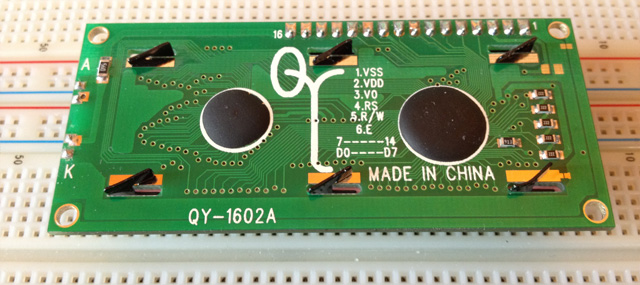 16 1
A
QY
1.VSS
2.VDD
3.VO
4.RS
5.R/W
6.E
7-----14
D0----D7
K
MADE IN CHINA
QY-1602A